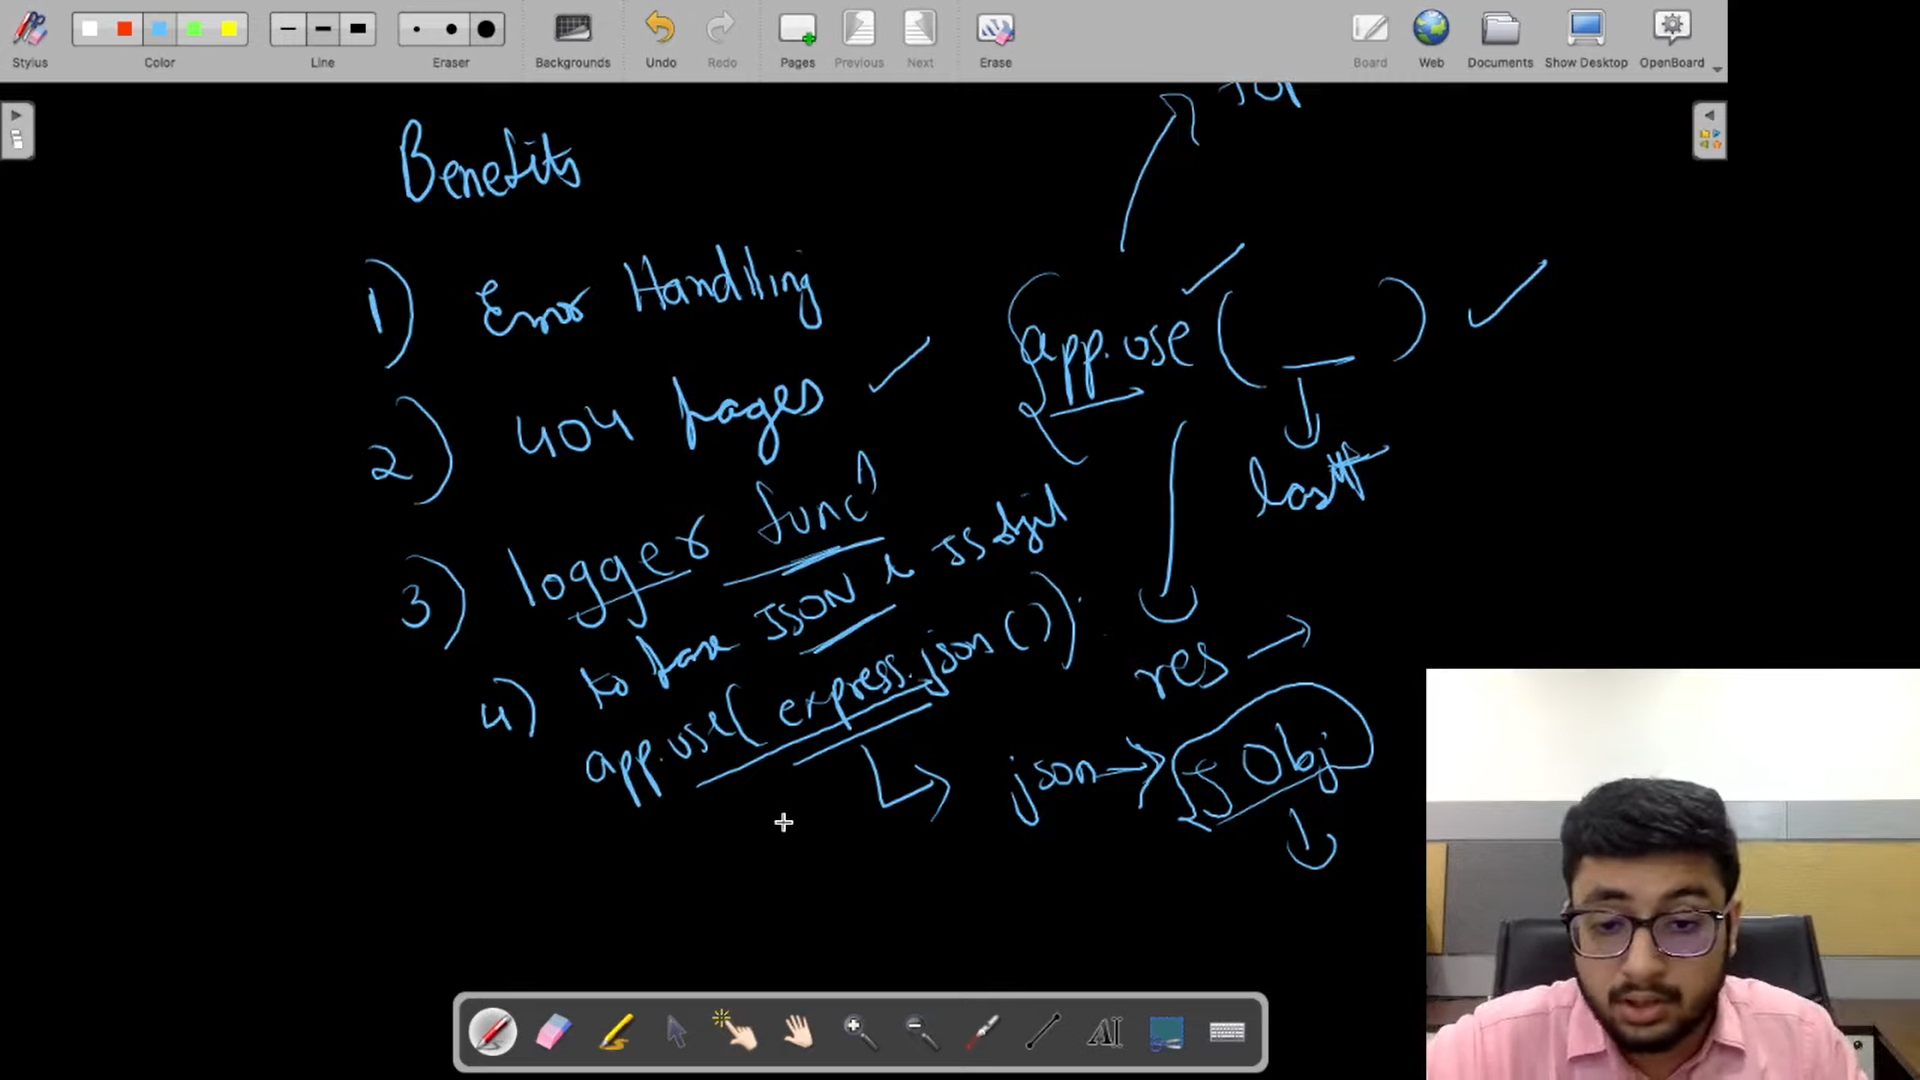 Stylus
Color
Line
Eraser
Backgrounds
Undo
Redo
Pages
Previous
Next
Erase
Board
Web
Documents
Show Desktop
OpenBoard
Benefits
1) Error Handling
2) 404 pages
3) logger func^n
4) to parse JSON & JS object
app.use( express.json() )
json → JS Obj
app.use( _ )
last
res →
AI